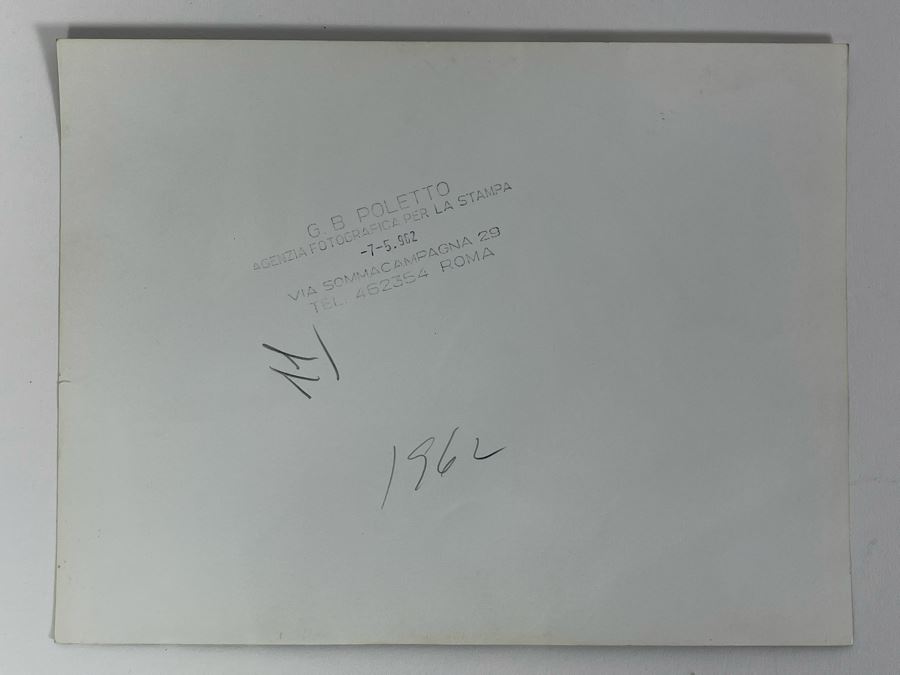 G. B POLETTO
AGENZIA FOTOGRAFICA PER LA STAMPA
-7-5.962
VIA SOMMACAMPAGNA 29
TEL. 462354 ROMA
11)
1962